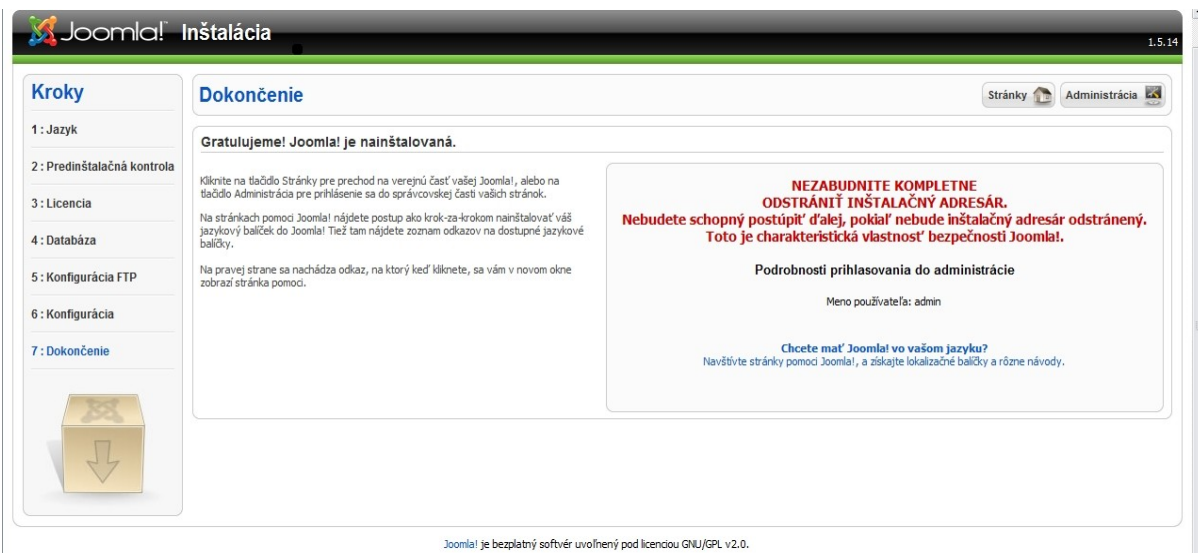 Joomla! Inštalácia
1.5.14
Kroky
1 : Jazyk
2 : Predinštalačná kontrola
3 : Licencia
4 : Databáza
5 : Konfigurácia FTP
6 : Konfigurácia
7 : Dokončenie
Dokončenie
Stránky
Administrácia
Gratulujeme! Joomla! je nainštalovaná.
Kliknite na tlačidlo Stránky pre prechod na verejnú časť vašej Joomla!, alebo na
tlačidlo Administrácia pre prihlásenie sa do správcovskej časti vašich stránok.
Na stránkach pomoci Joomla! nájdete postup ako krok-za-krokom nainštalovať váš
jazykový balíček do Joomla! Tiež tam nájdete zoznam odkazov na dostupné jazykové
balíčky.
Na pravej strane sa nachádza odkaz, na ktorý keď kliknete, sa vám v novom okne
zobrazí stránka pomoci.
NEZABUDNITE KOMPLETNE
ODSTRÁNIŤ INŠTALAČNÝ ADRESÁR.
Nebudete schopný postúpiť ďalej, pokiaľ nebude inštalačný adresár odstránený.
Toto je charakteristická vlastnosť bezpečnosti Joomla!.
Podrobnosti prihlasovania do administrácie
Meno používateľa: admin
Chcete mať Joomla! vo vašom jazyku?
Navštívte stránky pomoci Joomla!, a získajte lokalizačné balíčky a rôzne návody.
Joomla! je bezplatný softvér uvoľnený pod licenciou GNU/GPL v2.0.